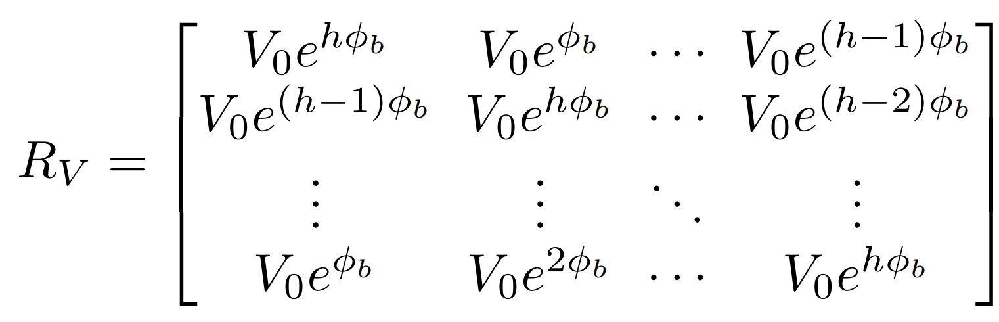 R_V = \begin{bmatrix} V_0 e^{h\phi_b} & V_0 e^{\phi_b} & \cdots & V_0 e^{(h-1)\phi_b} \\
V_0 e^{(h-1)\phi_b} & V_0 e^{h\phi_b} & \cdots & V_0 e^{(h-2)\phi_b} \\
\vdots & \vdots & \ddots & \vdots \\
V_0 e^{\phi_b} & V_0 e^{2\phi_b} & \cdots & V_0 e^{h\phi_b} \end{bmatrix}